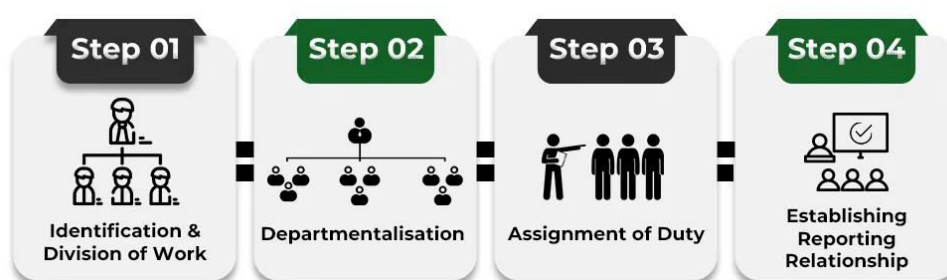 Step 01
Identification &
Division of Work
Step 02
Departmentalisation
Step 03
Assignment of Duty
Step 04
Establishing
Reporting
Relationship